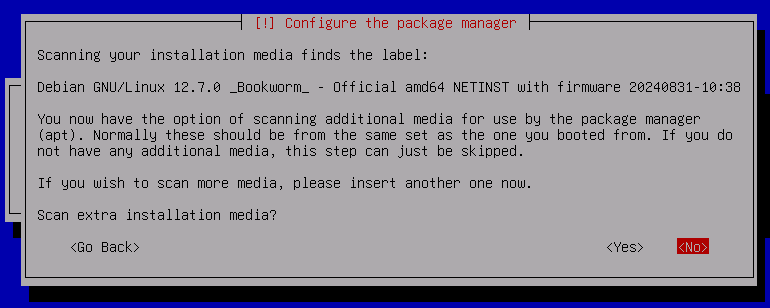 [!] Configure the package manager
Scanning your installation media finds the label:
Debian GNU/Linux 12.7.0 _Bookworm_ - Official amd64 NETINST with firmware 20240831-10:38
You now have the option of scanning additional media for use by the package manager
(apt). Normally these should be from the same set as the one you booted from. If you do
not have any additional media, this step can just be skipped.
If you wish to scan more media, please insert another one now.
Scan extra installation media?
<Go Back> <Yes> <No>